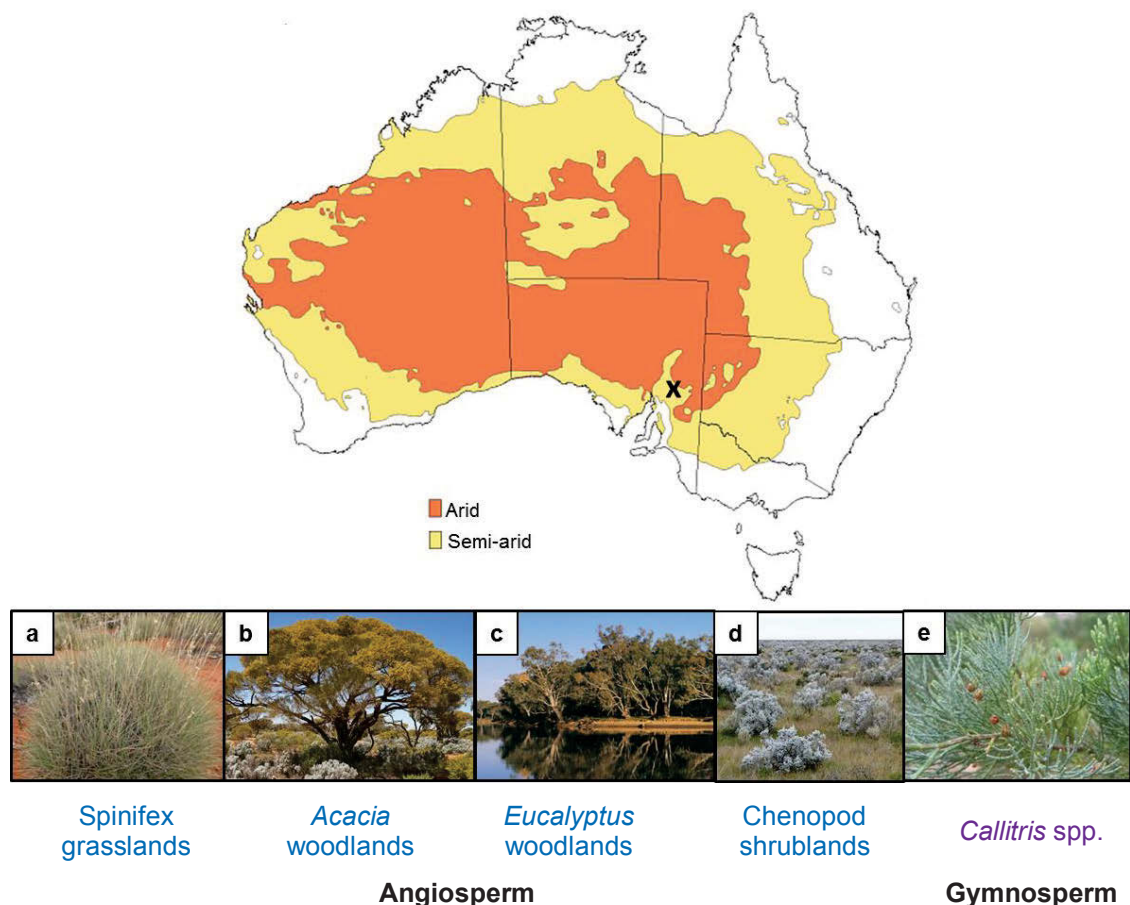 X
Arid
Semi-arid
a
b
c
d
e
Spinifex
grasslands
Acacia
woodlands
Eucalyptus
woodlands
Chenopod
shrublands
Callitris spp.
Angiosperm
Gymnosperm